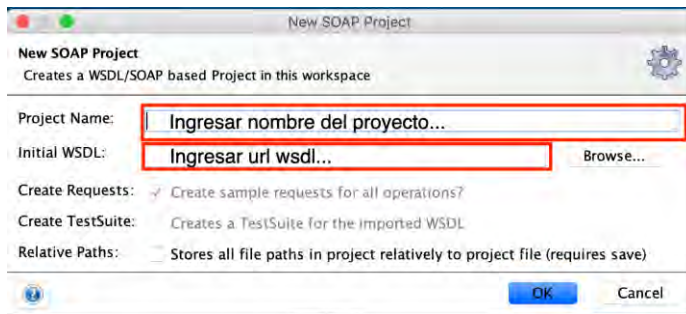 New SOAP Project
New SOAP Project
Creates a WSDL/SOAP based Project in this workspace
Project Name: Ingresar nombre del proyecto...
Initial WSDL: Ingresar url wsdl... Browse...
Create Requests: ✓ Create sample requests for all operations?
Create TestSuite: Creates a TestSuite for the imported WSDL
Relative Paths: Stores all file paths in project relatively to project file (requires save)
? OK Cancel